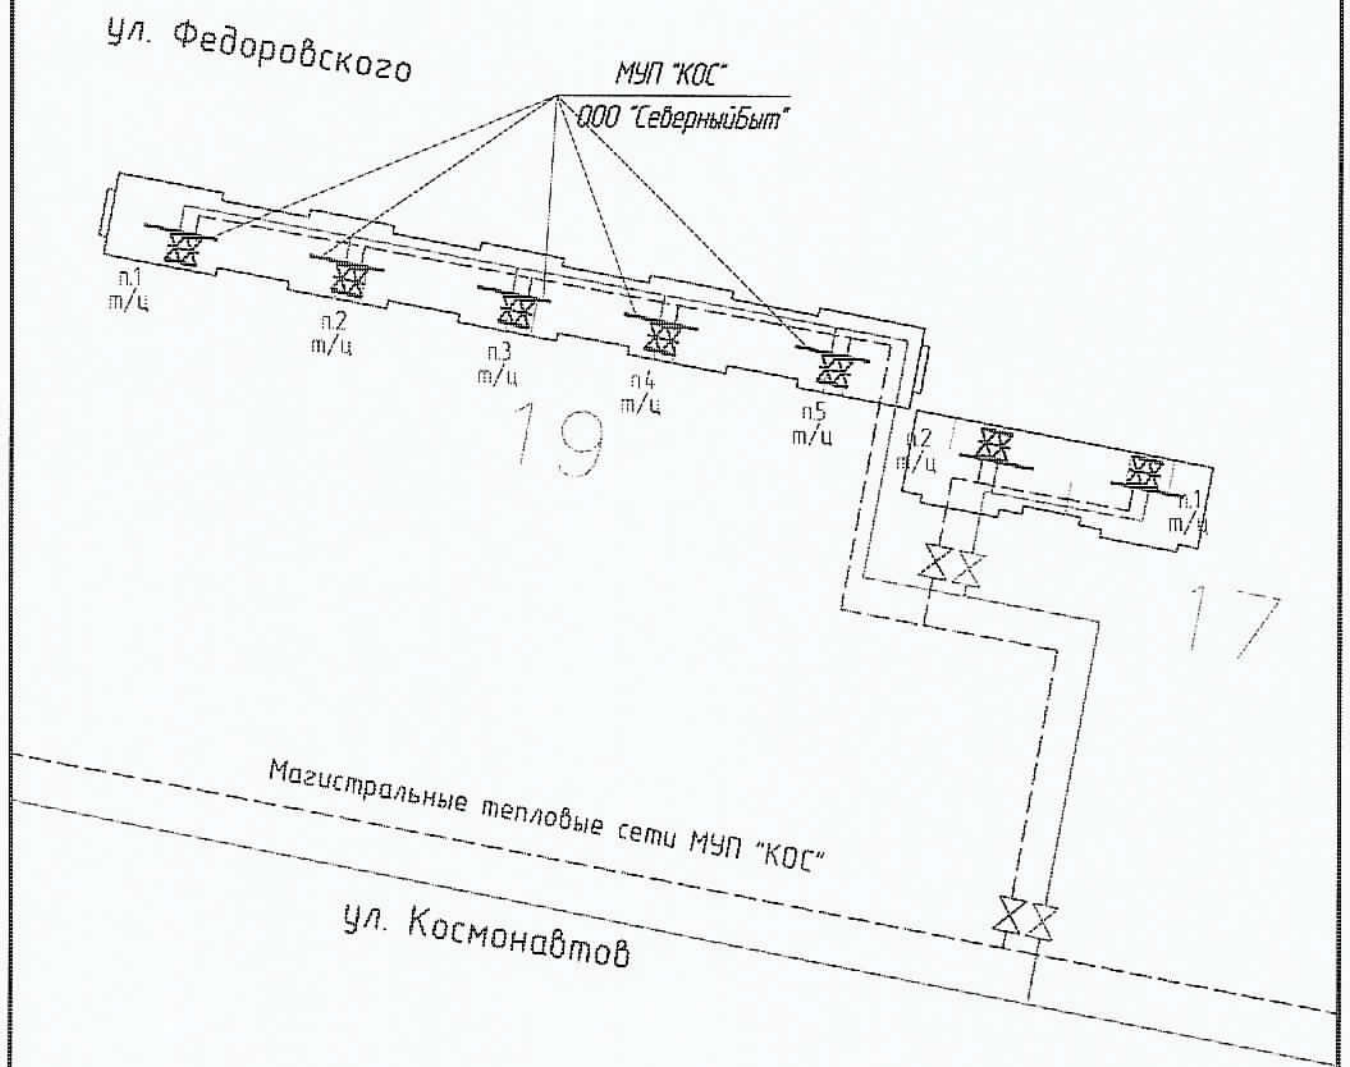 ул. Федоровского
МУП "КОС"
ООО "СеверныйБыт"
п.1
т/ц
п.2
т/ц
п.3
т/ц
п.4
т/ц
п.5
т/ц
19
п.2
т/ц
п.1
т/ц
17
Магистральные тепловые сети МУП "КОС"
ул. Космонавтов